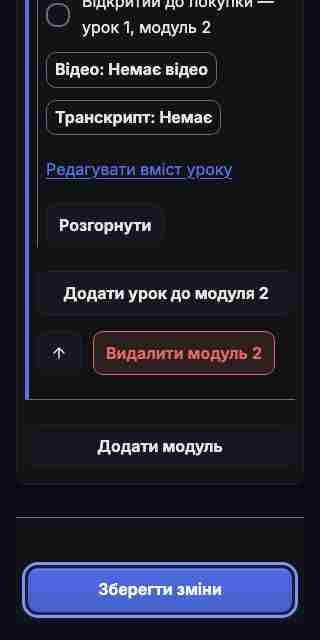 Відкритий до покупки —
урок 1, модуль 2
Відео: Немає відео
Транскрипт: Немає
Редагувати вміст уроку
Розгорнути
Додати урок до модуля 2
↑ Видалити модуль 2
Додати модуль
Зберегти зміни